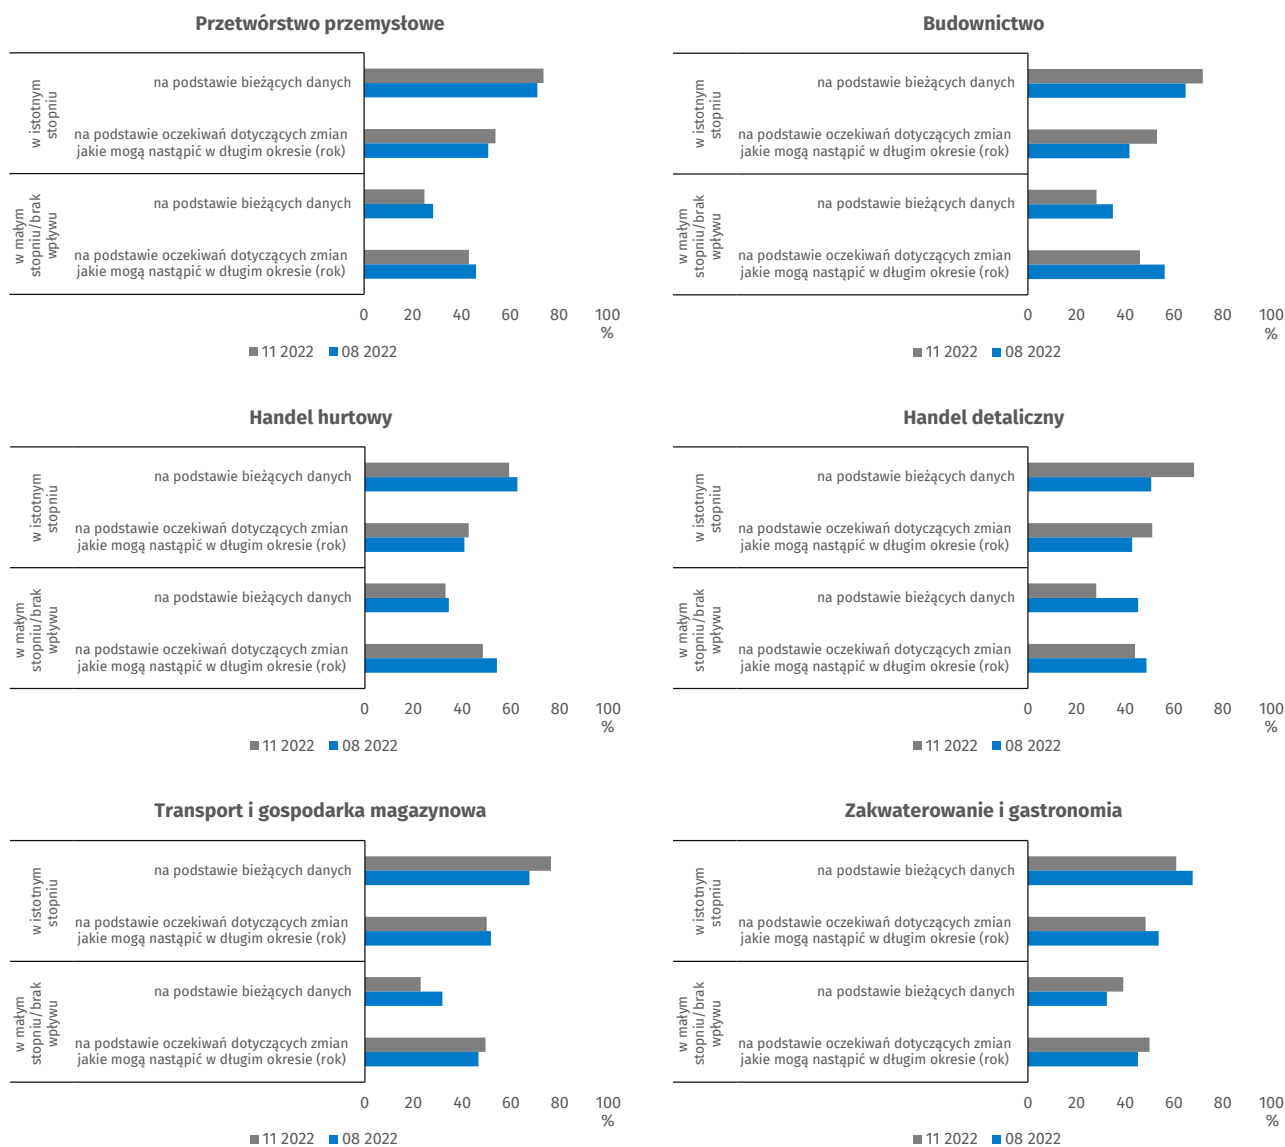 Przetwórstwo przemysłowe
w istotnym
stopniu
na podstawie bieżących danych
na podstawie oczekiwań dotyczących zmian
jakie mogą nastąpić w długim okresie (rok)
w małym
stopniu/brak
wpływu
na podstawie bieżących danych
na podstawie oczekiwań dotyczących zmian
jakie mogą nastąpić w długim okresie (rok)
0 20 40 60 80 100
%
11 2022 08 2022
Budownictwo
w istotnym
stopniu
na podstawie bieżących danych
na podstawie oczekiwań dotyczących zmian
jakie mogą nastąpić w długim okresie (rok)
w małym
stopniu/brak
wpływu
na podstawie bieżących danych
na podstawie oczekiwań dotyczących zmian
jakie mogą nastąpić w długim okresie (rok)
0 20 40 60 80 100
%
11 2022 08 2022
Handel hurtowy
w istotnym
stopniu
na podstawie bieżących danych
na podstawie oczekiwań dotyczących zmian
jakie mogą nastąpić w długim okresie (rok)
w małym
stopniu/brak
wpływu
na podstawie bieżących danych
na podstawie oczekiwań dotyczących zmian
jakie mogą nastąpić w długim okresie (rok)
0 20 40 60 80 100
%
11 2022 08 2022
Handel detaliczny
w istotnym
stopniu
na podstawie bieżących danych
na podstawie oczekiwań dotyczących zmian
jakie mogą nastąpić w długim okresie (rok)
w małym
stopniu/brak
wpływu
na podstawie bieżących danych
na podstawie oczekiwań dotyczących zmian
jakie mogą nastąpić w długim okresie (rok)
0 20 40 60 80 100
%
11 2022 08 2022
Transport i gospodarka magazynowa
w istotnym
stopniu
na podstawie bieżących danych
na podstawie oczekiwań dotyczących zmian
jakie mogą nastąpić w długim okresie (rok)
w małym
stopniu/brak
wpływu
na podstawie bieżących danych
na podstawie oczekiwań dotyczących zmian
jakie mogą nastąpić w długim okresie (rok)
0 20 40 60 80 100
%
11 2022 08 2022
Zakwaterowanie i gastronomia
w istotnym
stopniu
na podstawie bieżących danych
na podstawie oczekiwań dotyczących zmian
jakie mogą nastąpić w długim okresie (rok)
w małym
stopniu/brak
wpływu
na podstawie bieżących danych
na podstawie oczekiwań dotyczących zmian
jakie mogą nastąpić w długim okresie (rok)
0 20 40 60 80 100
%
11 2022 08 2022